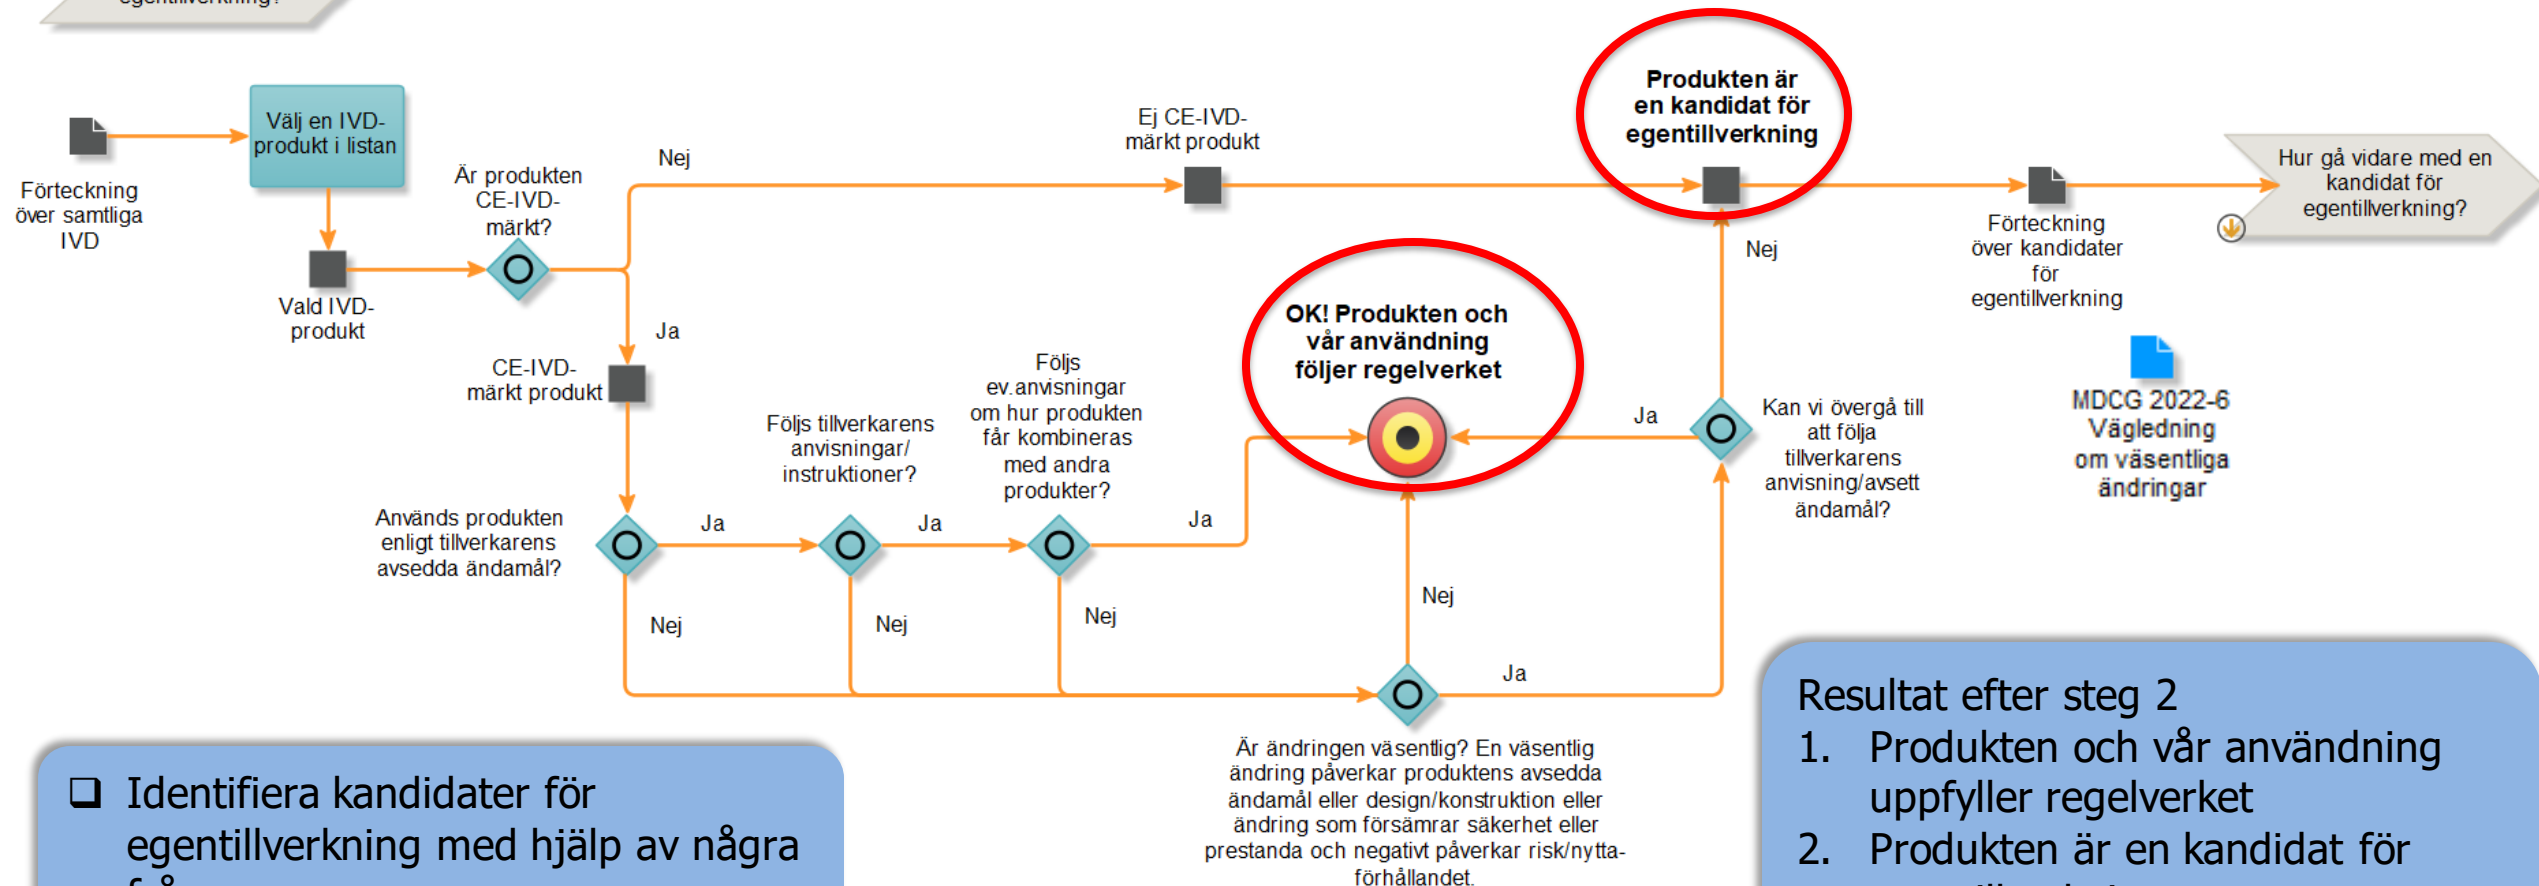 egentillverkning?
Välj en IVD-
produkt i listan
Förteckning
över samtliga
IVD
Vald IVD-
produkt
Är produkten
CE-IVD-
märkt?
Nej
Ja
Ej CE-IVD-
märkt produkt
Produkten är
en kandidat för
egentillverkning
Hur gå vidare med en
kandidat för
egentillverkning?
Förteckning
över kandidater
för
egentillverkning
Nej
MDCG 2022-6
Vägledning
om väsentliga
ändringar
CE-IVD-
märkt produkt
OK! Produkten och
vår användning
följer regelverket
Följs
ev.anvisningar
om hur produkten
får kombineras
med andra
produkter?
Följs tillverkarens
anvisningar/
instruktioner?
Ja
Kan vi övergå till
att följa
tillverkarens
anvisning/avsett
ändamål?
Används produkten
enligt tillverkarens
avsedda ändamål?
Ja
Ja
Ja
Nej
Nej
Nej
Nej
Ja
Är ändringen väsentlig? En väsentlig
ändring påverkar produktens avsedda
ändamål eller design/konstruktion eller
ändring som försämrar säkerhet eller
prestanda och negativt påverkar risk/nytta-
förhållandet.
❑ Identifiera kandidater för
egentillverkning med hjälp av några
Resultat efter steg 2
1. Produkten och vår användning
uppfyller regelverket
2. Produkten är en kandidat för